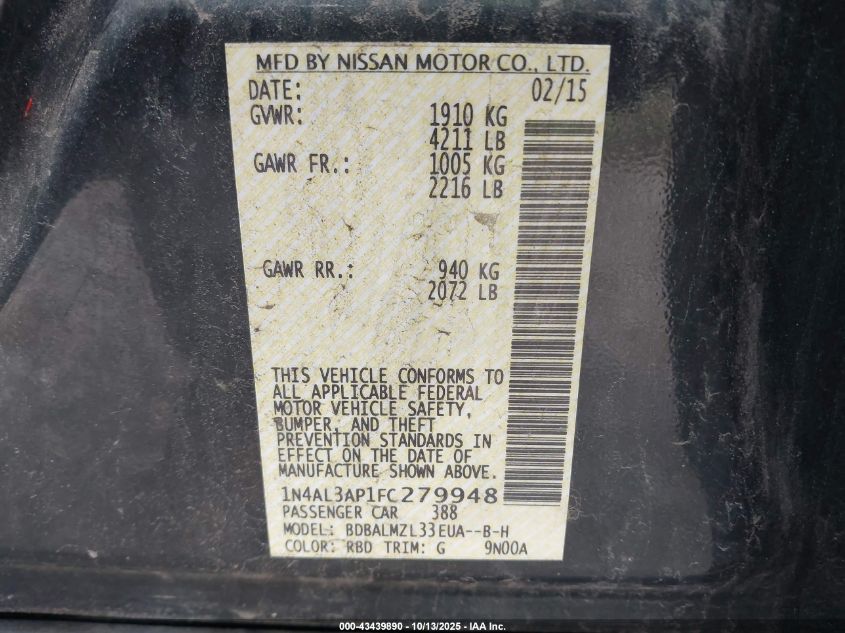 MFD BY NISSAN MOTOR CO., LTD.
DATE: 02/15
GVWR: 1910 KG
4211 LB
GAWR FR.: 1005 KG
2216 LB
GAWR RR.: 940 KG
2072 LB
THIS VEHICLE CONFORMS TO
ALL APPLICABLE FEDERAL
MOTOR VEHICLE SAFETY,
BUMPER, AND THEFT
PREVENTION STANDARDS IN
EFFECT ON THE DATE OF
MANUFACTURE SHOWN ABOVE.
1N4AL3AP1FC279948
PASSENGER CAR 388
MODEL: BDBALMZL33EUA--B-H
COLOR: RBD TRIM: G 9N00A
000-43439890 - 10/13/2025 - IAA Inc.